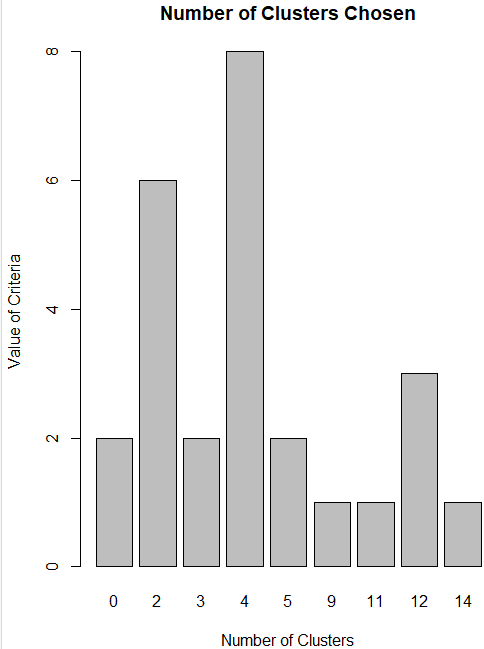 Number of Clusters Chosen
8
6
4
2
0
Value of Criteria
0 2 3 4 5 9 11 12 14
Number of Clusters